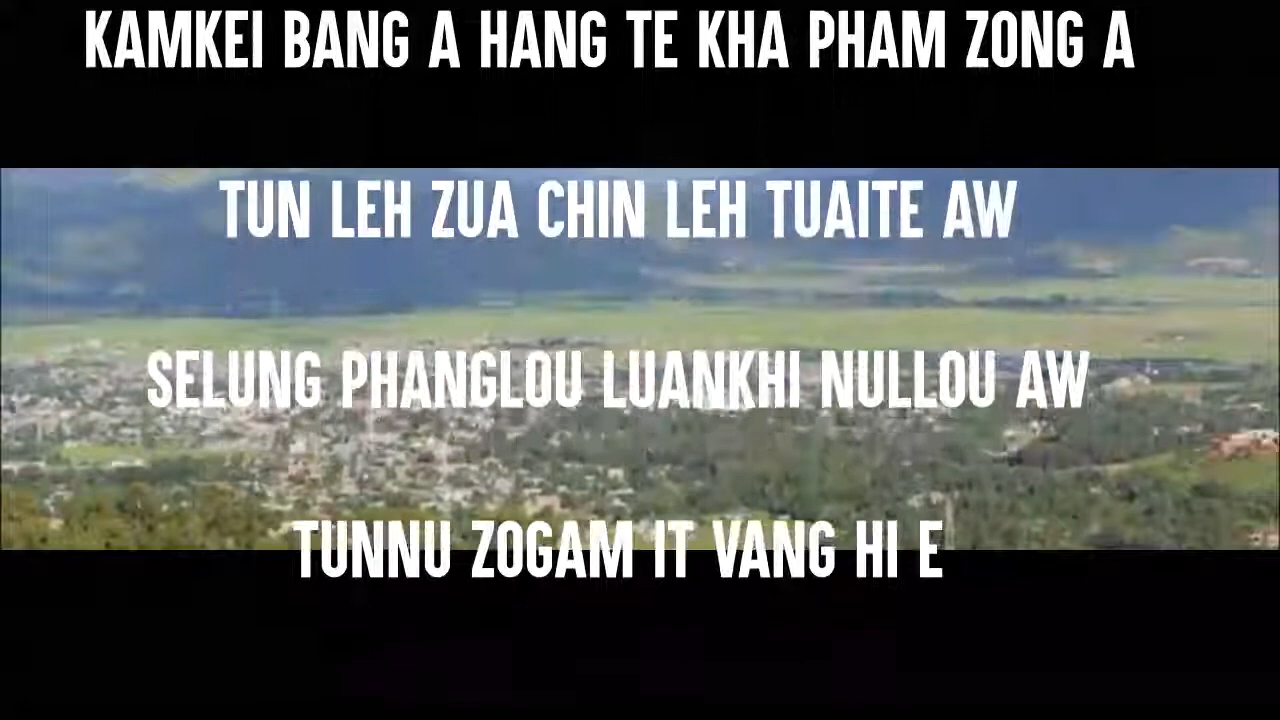 KAMKEI BANG A HANG TE KHA PHAM ZONG A
TUN LEH ZUA CHIN LEH TUAITE AW
SELUNG PHANGLOU LUANKHI NULLOU AW
TUNNU ZOGAM IT VANG HI E